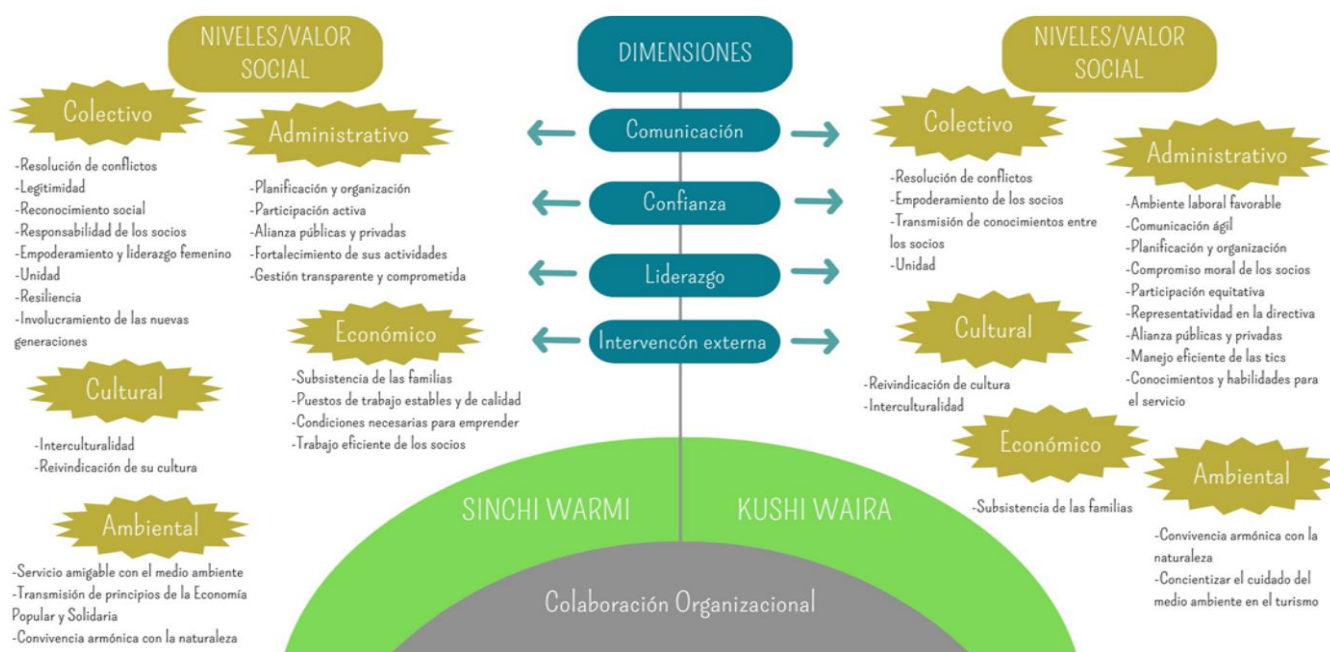 NIVELES/VALOR
SOCIAL
Colectivo
-Resolución de conflictos
-Legitimidad
-Reconocimiento social
-Responsabilidad de los socios
-Empoderamiento y liderazgo femenino
-Unidad
-Resiliencia
-Involucramiento de las nuevas
generaciones
Administrativo
-Planificación y organización
-Participación activa
-Alianza públicas y privadas
-Fortalecimiento de sus actividades
-Gestión transparente y comprometida
Económico
-Subsistencia de las familias
-Puestos de trabajo estables y de calidad
-Condiciones necesarias para emprender
-Trabajo eficiente de los socios
Cultural
-Interculturalidad
-Reivindicación de su cultura
Ambiental
-Servicio amigable con el medio ambiente
-Transmisión de principios de la Economía
Popular y Solidaria
-Convivencia armónica con la naturaleza
DIMENSIONES
Comunicación
Confianza
Liderazgo
Intervencón externa
SINCHI WARMI
KUSHI WAIRA
Colaboración Organizacional
NIVELES/VALOR
SOCIAL
Colectivo
-Resolución de conflictos
-Empoderamiento de los socios
-Transmisión de conocimientos entre
los socios
-Unidad
Administrativo
-Ambiente laboral favorable
-Comunicación ágil
-Planificación y organización
-Compromiso moral de los socios
-Participación equitativa
-Representatividad en la directiva
-Alianza públicas y privadas
-Manejo eficiente de las tics
-Conocimientos y habilidades para
el servicio
Cultural
-Reivindicación de cultura
-Interculturalidad
Económico
-Subsistencia de las familias
Ambiental
-Convivencia armónica con la
naturaleza
-Concientizar el cuidado del
medio ambiente en el turismo